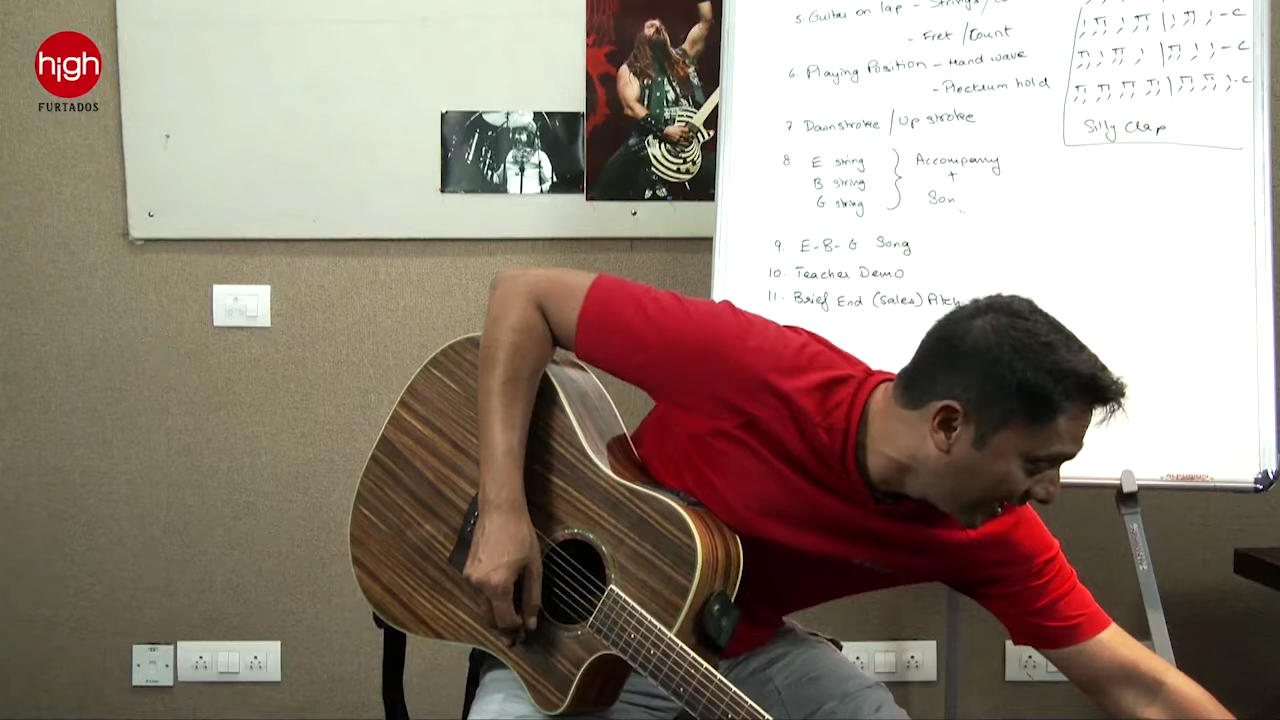 high
FURTADOS
5. Guitar on lap - Strings/
- Fret / Count
6. Playing Position - Hand wave
- Plectrum hold
7 Downstroke / Up stroke
8. E string
B string
G string
Accompany
+
Son
9. E-B-G Song
10. Teacher Demo
11. Brief End (Sales) Pitch
- C
- C
- C
Silly Clap